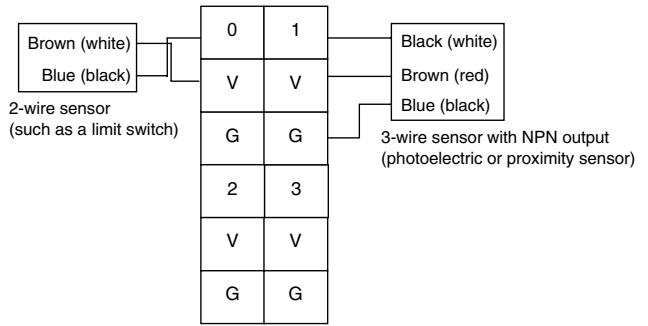 Brown (white)
Blue (black)
2-wire sensor
(such as a limit switch)
0 1
V V
G G
2 3
V V
G G
Black (white)
Brown (red)
Blue (black)
3-wire sensor with NPN output
(photoelectric or proximity sensor)